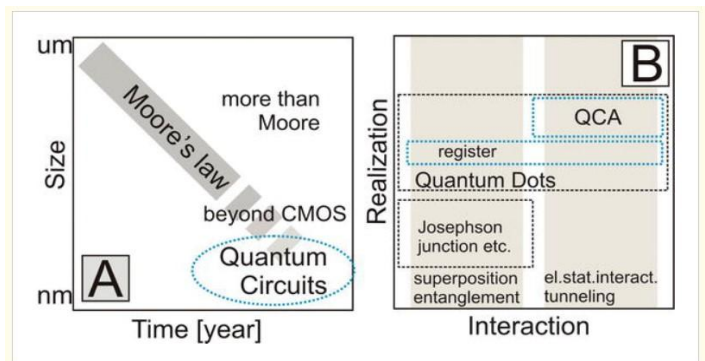 um
Moore's law
more than
Moore
Size
beyond CMOS
Quantum
Circuits
A
nm
Time [year]
B
Realization
QCA
register
Quantum Dots
Josephson
junction etc.
superposition
entanglement
el.stat.interact.
tunneling
Interaction